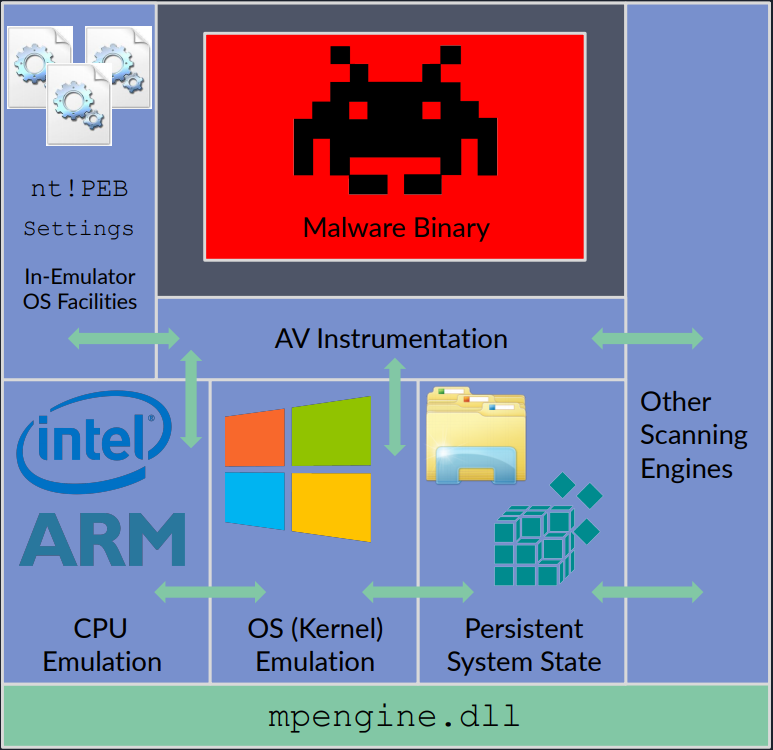 nt!PEB
Settings
In-Emulator
OS Facilities
Malware Binary
AV Instrumentation
intel®
ARM
CPU
Emulation
OS (Kernel)
Emulation
Persistent
System State
Other
Scanning
Engines
mpengine.dll